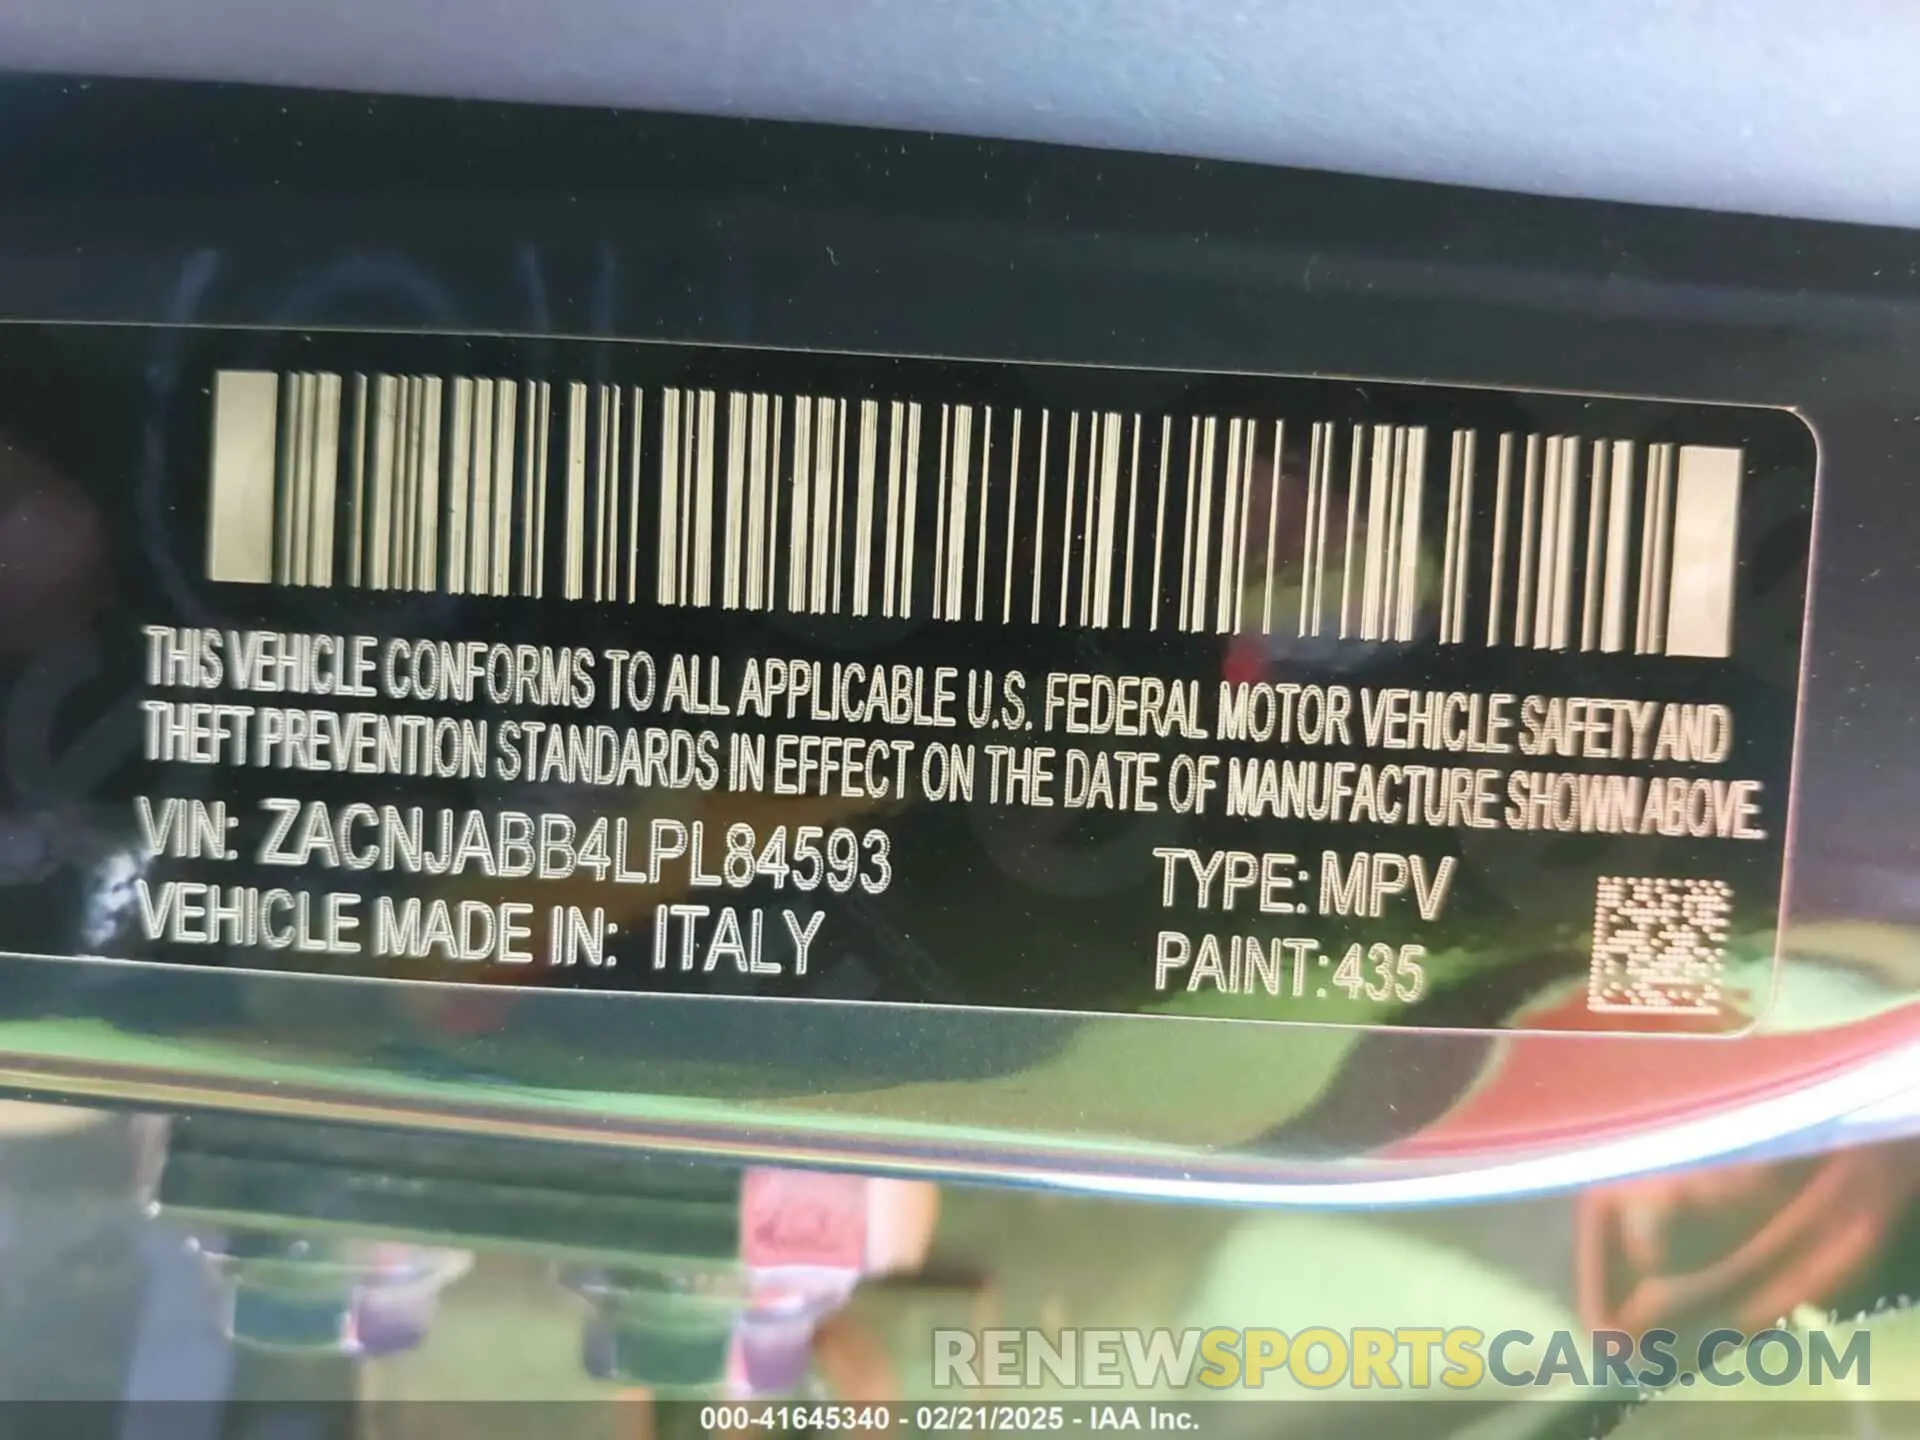 THIS VEHICLE CONFORMS TO ALL APPLICABLE U.S. FEDERAL MOTOR VEHICLE SAFETY AND
THEFT PREVENTION STANDARDS IN EFFECT ON THE DATE OF MANUFACTURE SHOWN ABOVE.
VIN: ZACNJABB4LPL84593
TYPE: MPV
VEHICLE MADE IN: ITALY
PAINT: 435
RENEWSPORTSCARS.COM
000-41645340 - 02/21/2025 - IAA Inc.